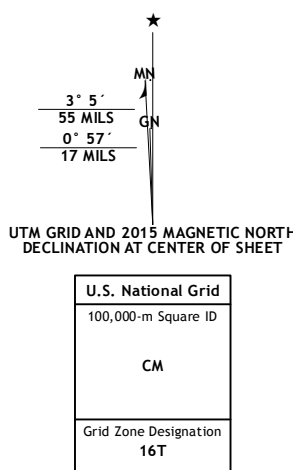 ★
MN
3° 5´
55 MILS
GN
0° 57´
17 MILS
UTM GRID AND 2015 MAGNETIC NORTH
DECLINATION AT CENTER OF SHEET
U.S. National Grid
100,000-m Square ID
CM
Grid Zone Designation
16T